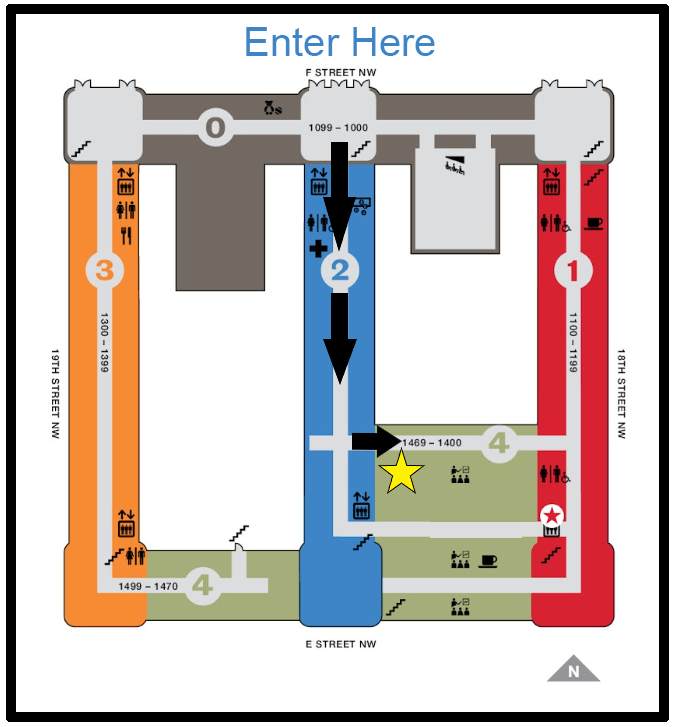 Enter Here
F STREET NW
s
0
1099 – 1000
3
2
1
1300 – 1399
1100 – 1199
19TH STREET NW
18TH STREET NW
1469 – 1400
4
1499 – 1470
4
E STREET NW
N